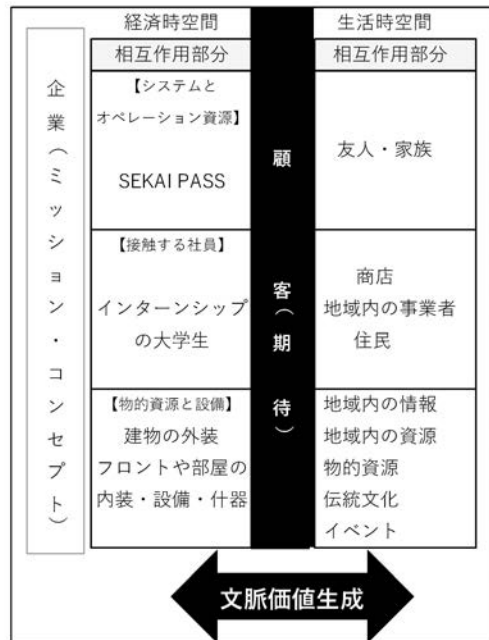 経済時空間
生活時空間
相互作用部分
相互作用部分
企業（ミッション・コンセプト）
【システムと
オペレーション資源】
SEKAI PASS
【接触する社員】
インターンシップ
の大学生
【物的資源と設備】
建物の外装
フロントや部屋の
内装・設備・什器
顧客（期待）
友人・家族
商店
地域内の事業者
住民
地域内の情報
地域内の資源
物的資源
伝統文化
イベント
文脈価値生成